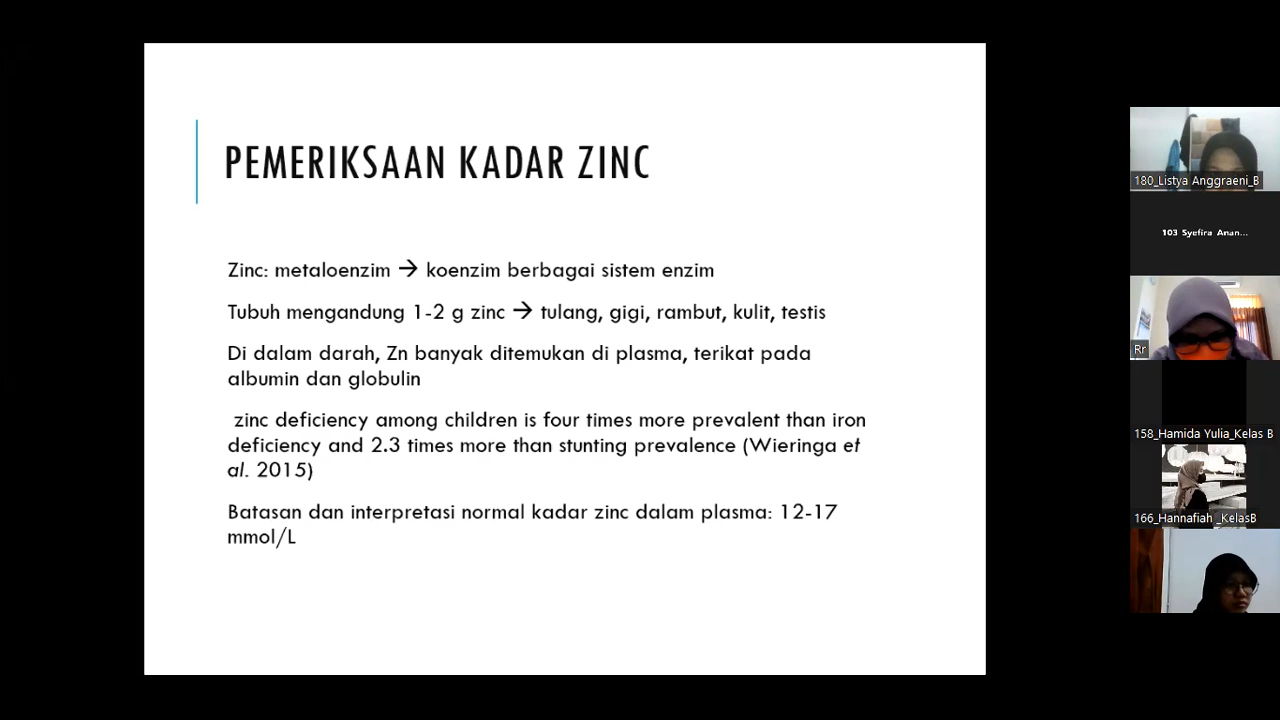 PEMERIKSAAN KADAR ZINC
Zinc: metaloenzim → koenzim berbagai sistem enzim
Tubuh mengandung 1-2 g zinc → tulang, gigi, rambut, kulit, testis
Di dalam darah, Zn banyak ditemukan di plasma, terikat pada
albumin dan globulin
zinc deficiency among children is four times more prevalent than iron
deficiency and 2.3 times more than stunting prevalence (Wieringa et
al. 2015)
Batasan dan interpretasi normal kadar zinc dalam plasma: 12-17
mmol/L
180_Listya Anggraeni_B
103 Syefira Anan...
Rr
158_Hamida Yulia_Kelas B
166_Hannafiah _KelasB